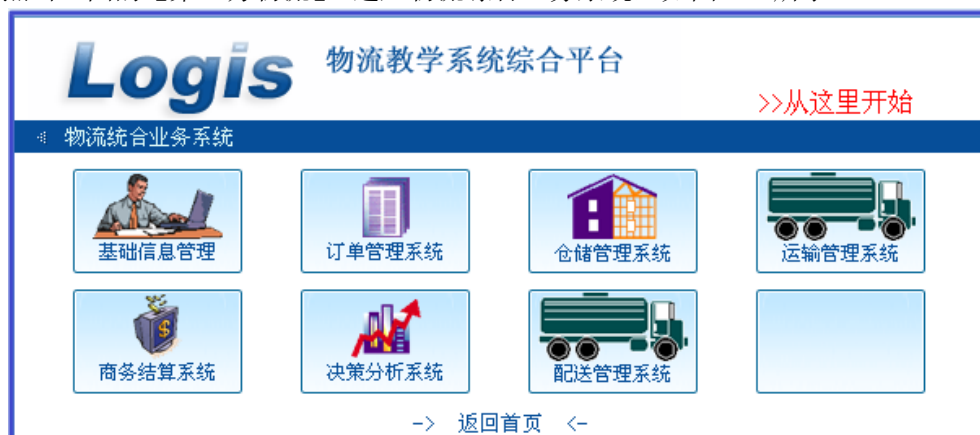 Logis 物流教学系统综合平台
>>从这里开始
物流统合业务系统
基础信息管理 订单管理系统 仓储管理系统 运输管理系统
商务结算系统 决策分析系统 配送管理系统
-> 返回首页 <-